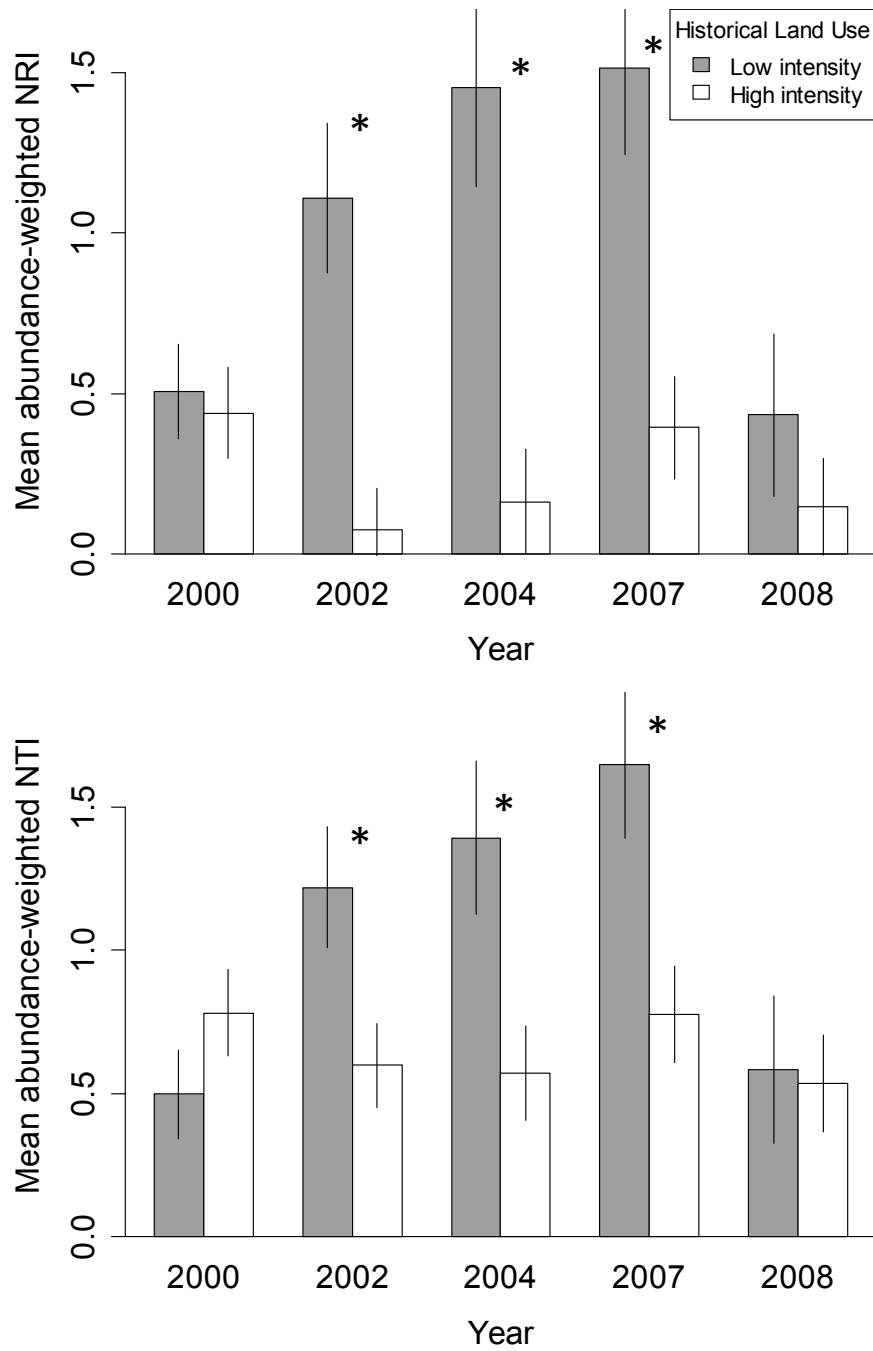 Historical Land Use
Low intensity
High intensity
Mean abundance-weighted NRI
1.5
1.0
0.5
0.0
*
*
*
2000 2002 2004 2007 2008
Year
Mean abundance-weighted NTI
1.5
1.0
0.5
0.0
*
*
*
2000 2002 2004 2007 2008
Year